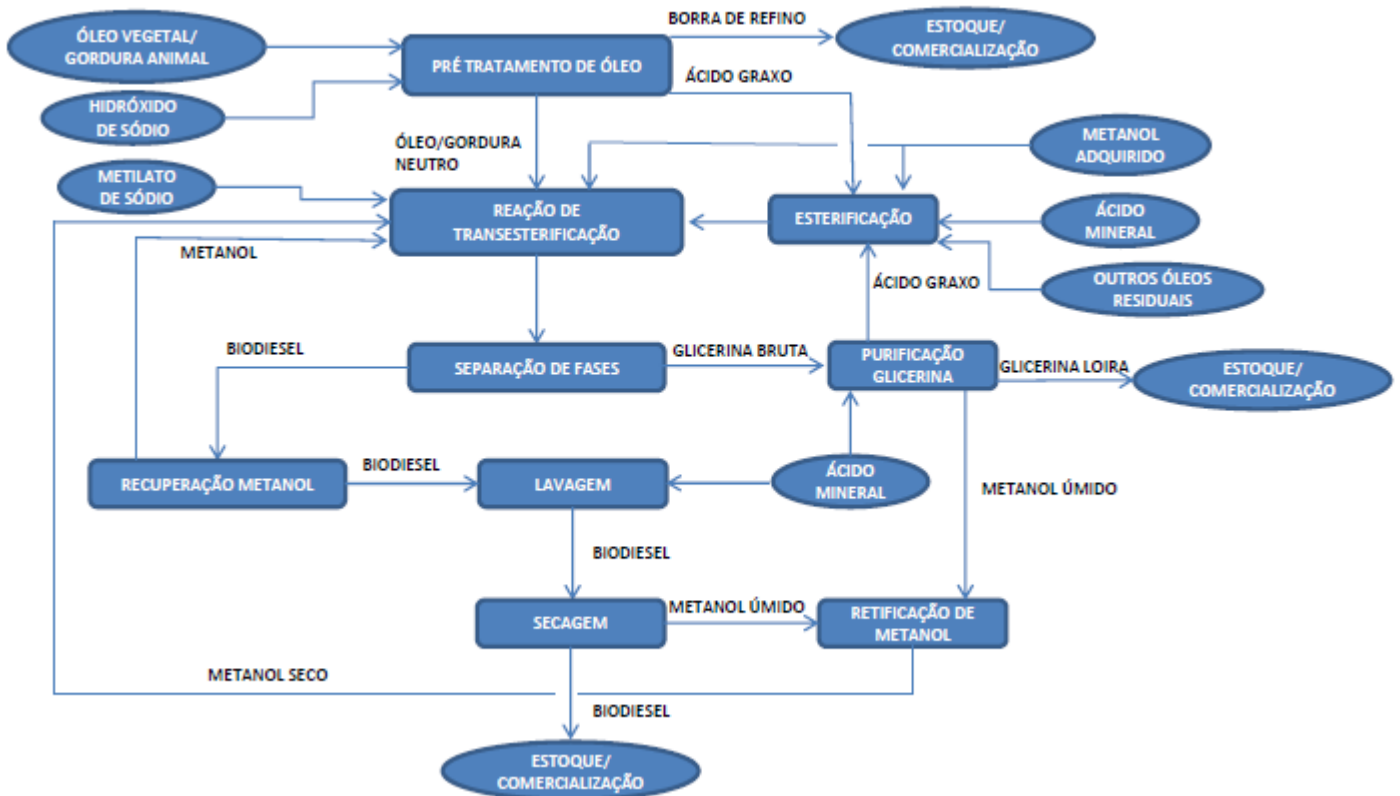 ÓLEO VEGETAL/
GORDURA ANIMAL
BORRA DE REFINO
ESTOQUE/
COMERCIALIZAÇÃO
PRÉ TRATAMENTO DE ÓLEO
ÁCIDO GRAXO
HIDRÓXIDO
DE SÓDIO
ÓLEO/GORDURA
NEUTRO
METANOL
ADQUIRIDO
METILATO
DE SÓDIO
REAÇÃO DE
TRANSESTERIFICAÇÃO
ESTERIFICAÇÃO
ÁCIDO
MINERAL
METANOL
ÁCIDO GRAXO
OUTROS ÓLEOS
RESIDUAIS
BIODIESEL
SEPARAÇÃO DE FASES
GLICERINA BRUTA
PURIFICAÇÃO
GLICERINA
GLICERINA LOIRA
ESTOQUE/
COMERCIALIZAÇÃO
RECUPERAÇÃO METANOL
BIODIESEL
LAVAGEM
ÁCIDO
MINERAL
METANOL ÚMIDO
BIODIESEL
SECAGEM
METANOL ÚMIDO
RETIFICAÇÃO DE
METANOL
METANOL SECO
BIODIESEL
ESTOQUE/
COMERCIALIZAÇÃO